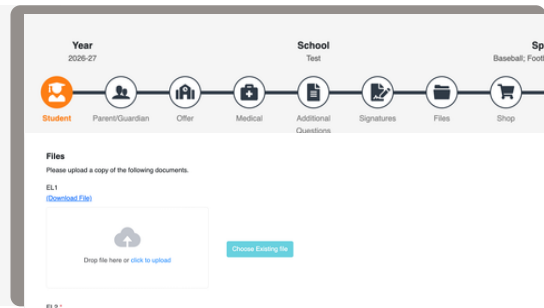 Year
2026-27
School
Test
Sp
Baseball; Footl
Student
Parent/Guardian
Offer
Medical
Additional Questions
Signatures
Files
Shop
Files
Please upload a copy of the following documents.
EL1
(Download File)
Drop file here or click to upload
Choose Existing file
EL2 *